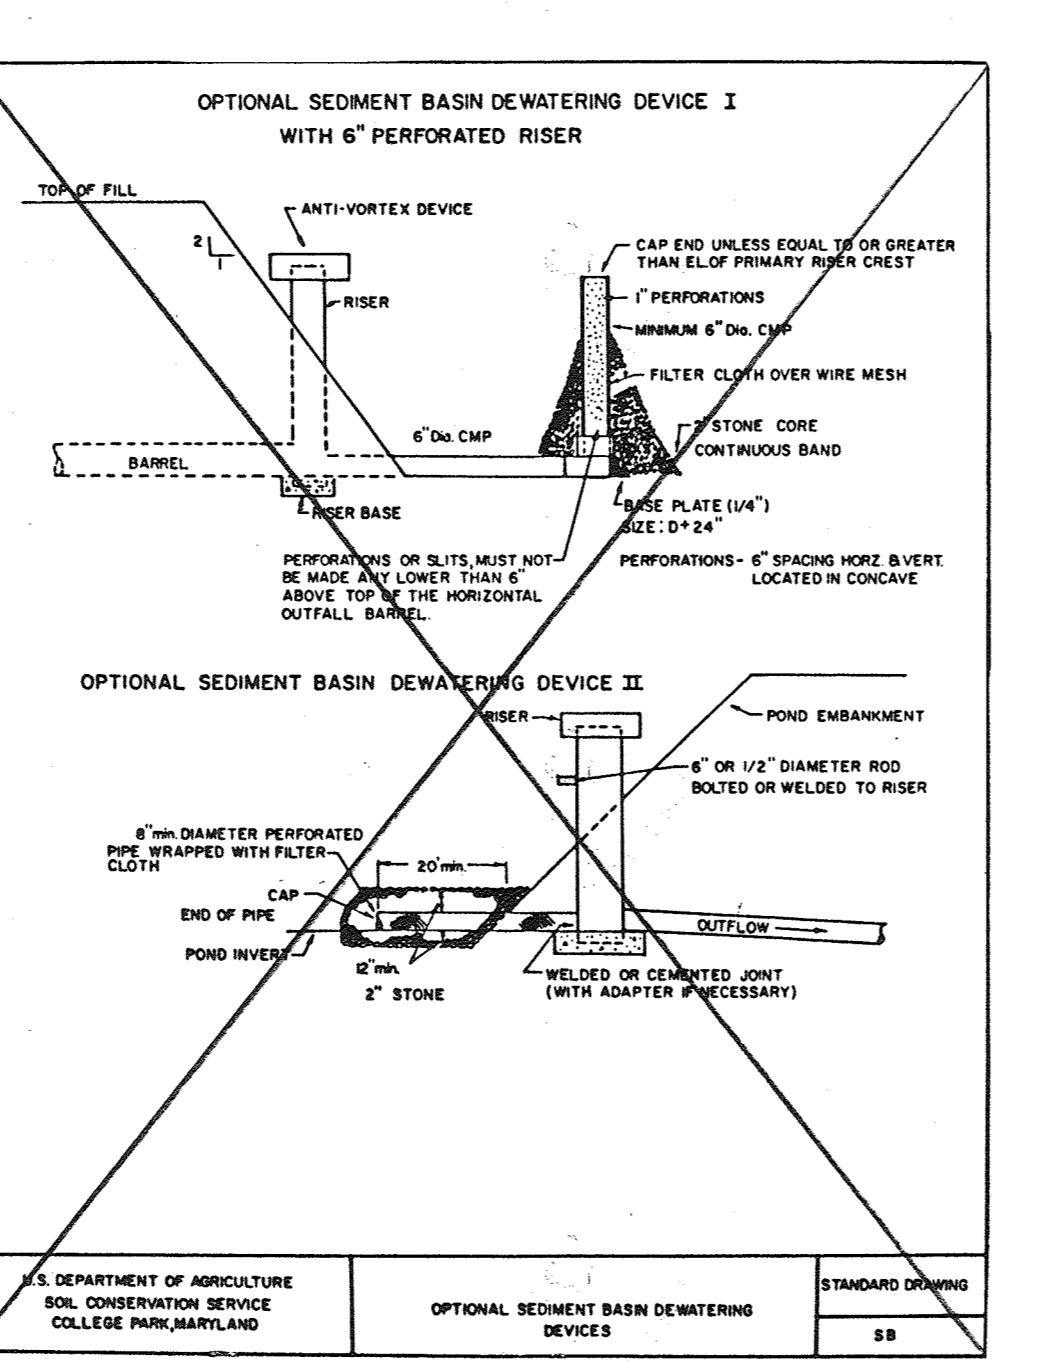 OPTIONAL SEDIMENT BASIN DEWATERING DEVICE I
WITH 6" PERFORATED RISER
TOP OF FILL
ANTI-VORTEX DEVICE
2
1
RISER
CAP END UNLESS EQUAL TO OR GREATER
THAN EL.OF PRIMARY RISER CREST
1" PERFORATIONS
MINIMUM 6" Dia. CMP
FILTER CLOTH OVER WIRE MESH
2" STONE CORE
CONTINUOUS BAND
6" Dia. CMP
BARREL
RISER BASE
BASE PLATE (1/4")
SIZE: D+24"
PERFORATIONS OR SLITS, MUST NOT
BE MADE ANY LOWER THAN 6"
ABOVE TOP OF THE HORIZONTAL
OUTFALL BARREL.
PERFORATIONS- 6" SPACING HORZ. & VERT.
LOCATED IN CONCAVE
OPTIONAL SEDIMENT BASIN DEWATERING DEVICE II
RISER
POND EMBANKMENT
6" OR 1/2" DIAMETER ROD
BOLTED OR WELDED TO RISER
8"min. DIAMETER PERFORATED
PIPE WRAPPED WITH FILTER
CLOTH
20'min.
CAP
END OF PIPE
POND INVERT
12"min.
2" STONE
OUTFLOW
WELDED OR CEMENTED JOINT
(WITH ADAPTER IF NECESSARY)
U.S. DEPARTMENT OF AGRICULTURE
SOIL CONSERVATION SERVICE
COLLEGE PARK, MARYLAND
OPTIONAL SEDIMENT BASIN DEWATERING
DEVICES
STANDARD DRAWING
SB